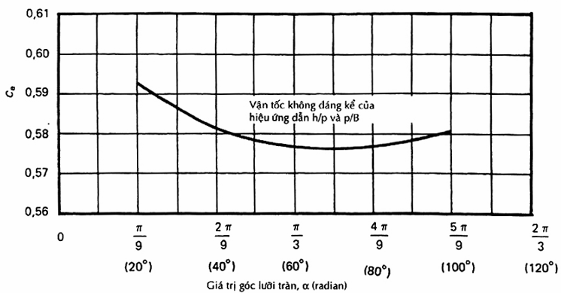 0,61
0,60
0,59
0,58
0,57
0,56
Ce
Vận tốc không dáng kể của
hiệu ứng dẫn h/p và p/B
0 π/9 2π/9 π/3 4π/9 5π/9 2π/3
(20°) (40°) (60°) (80°) (100°) (120°)
Giá trị góc lưỡi tràn, α (radian)